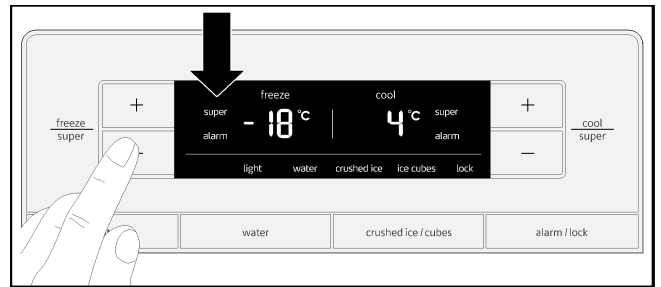 freeze
super
+
−
super
alarm
freeze
-18 °C
cool
4 °C
super
alarm
light water crushed ice ice cubes lock
+
−
cool
super
water
crushed ice / cubes
alarm / lock